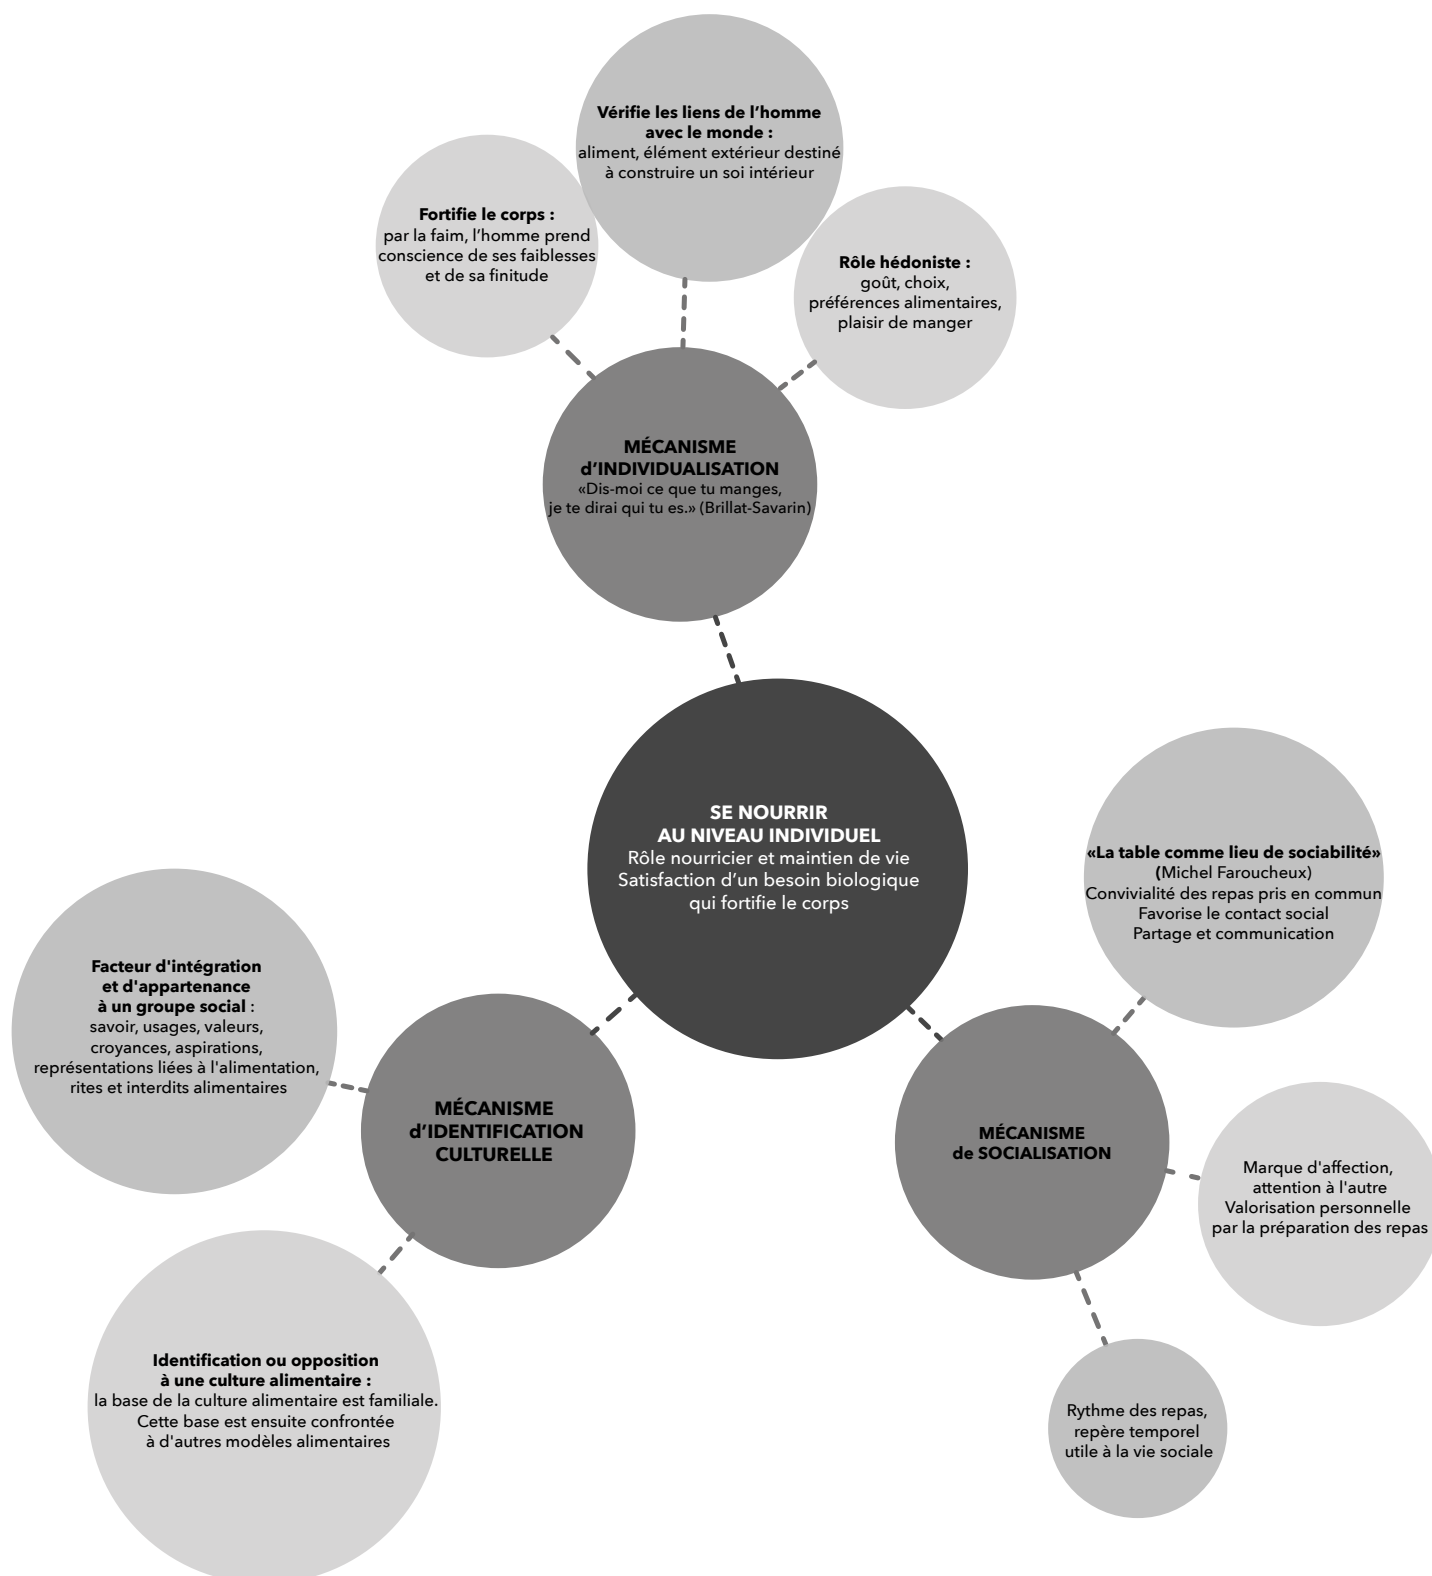 Vérifie les liens de l’homme
avec le monde :
aliment, élément extérieur destiné
à construire un soi intérieur
Fortifie le corps :
par la faim, l’homme prend
conscience de ses faiblesses
et de sa finitude
Rôle hédoniste :
goût, choix,
préférences alimentaires,
plaisir de manger
MÉCANISME
d’INDIVIDUALISATION
«Dis-moi ce que tu manges,
je te dirai qui tu es.» (Brillat-Savarin)
SE NOURRIR
AU NIVEAU INDIVIDUEL
Rôle nourricier et maintien de vie
Satisfaction d’un besoin biologique
qui fortifie le corps
«La table comme lieu de sociabilité»
(Michel Faroucheux)
Convivialité des repas pris en commun
Favorise le contact social
Partage et communication
Facteur d'intégration
et d'appartenance
à un groupe social :
savoir, usages, valeurs,
croyances, aspirations,
représentations liées à l'alimentation,
rites et interdits alimentaires
MÉCANISME
d’IDENTIFICATION
CULTURELLE
MÉCANISME
de SOCIALISATION
Marque d'affection,
attention à l'autre
Valorisation personnelle
par la préparation des repas
Identification ou opposition
à une culture alimentaire :
la base de la culture alimentaire est familiale.
Cette base est ensuite confrontée
à d'autres modèles alimentaires
Rythme des repas,
repère temporel
utile à la vie sociale